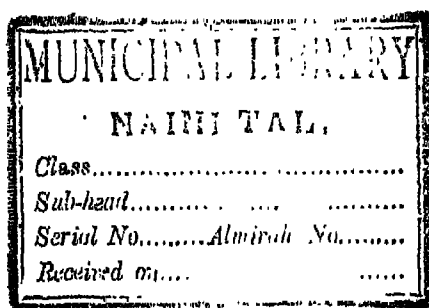 MUNICIPAL LIBRARY
NAINI TAL.
Class........................................
Sub-head............ .... ..........
Serial No.........Almirah No.........
Received on.... ......